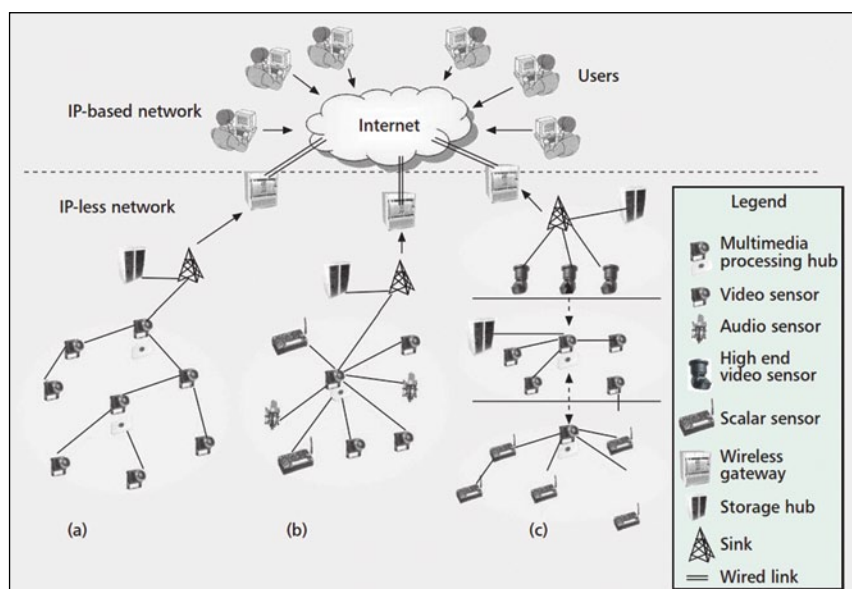 Users
IP-based network
Internet
IP-less network
Legend
Multimedia
processing hub
Video sensor
Audio sensor
High end
video sensor
Scalar sensor
Wireless
gateway
Storage hub
Sink
Wired link
(a)
(b)
(c)